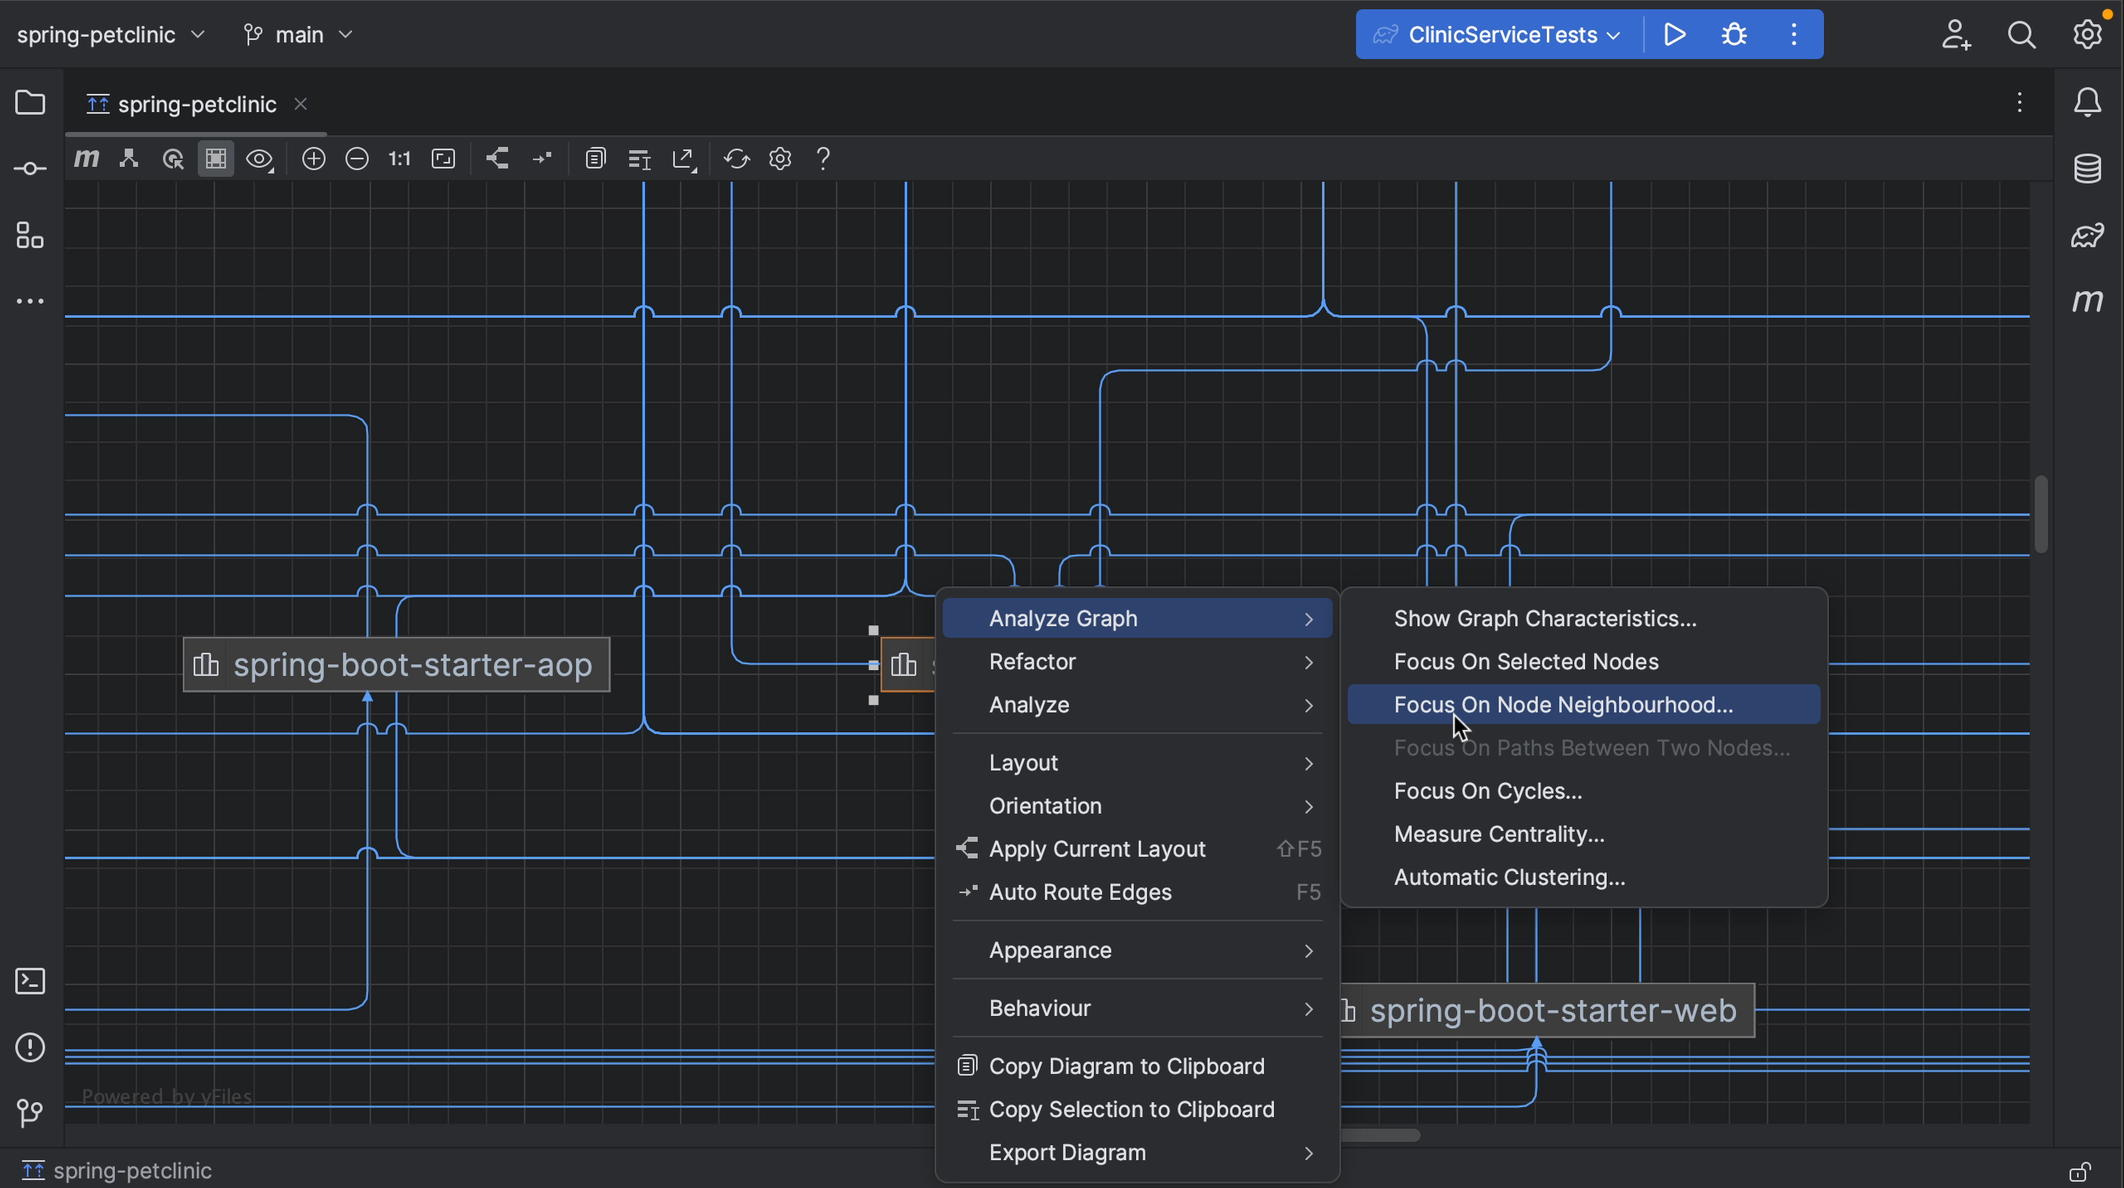 spring-petclinic
main
ClinicServiceTests
spring-petclinic
m
1:1
?
m
spring-boot-starter-aop
Analyze Graph
Refactor
Analyze
Layout
Orientation
Apply Current Layout ⇧F5
Auto Route Edges F5
Appearance
Behaviour
Copy Diagram to Clipboard
Copy Selection to Clipboard
Export Diagram
Show Graph Characteristics...
Focus On Selected Nodes
Focus On Node Neighbourhood...
Focus On Paths Between Two Nodes...
Focus On Cycles...
Measure Centrality...
Automatic Clustering...
spring-boot-starter-web
Powered by yFiles
spring-petclinic